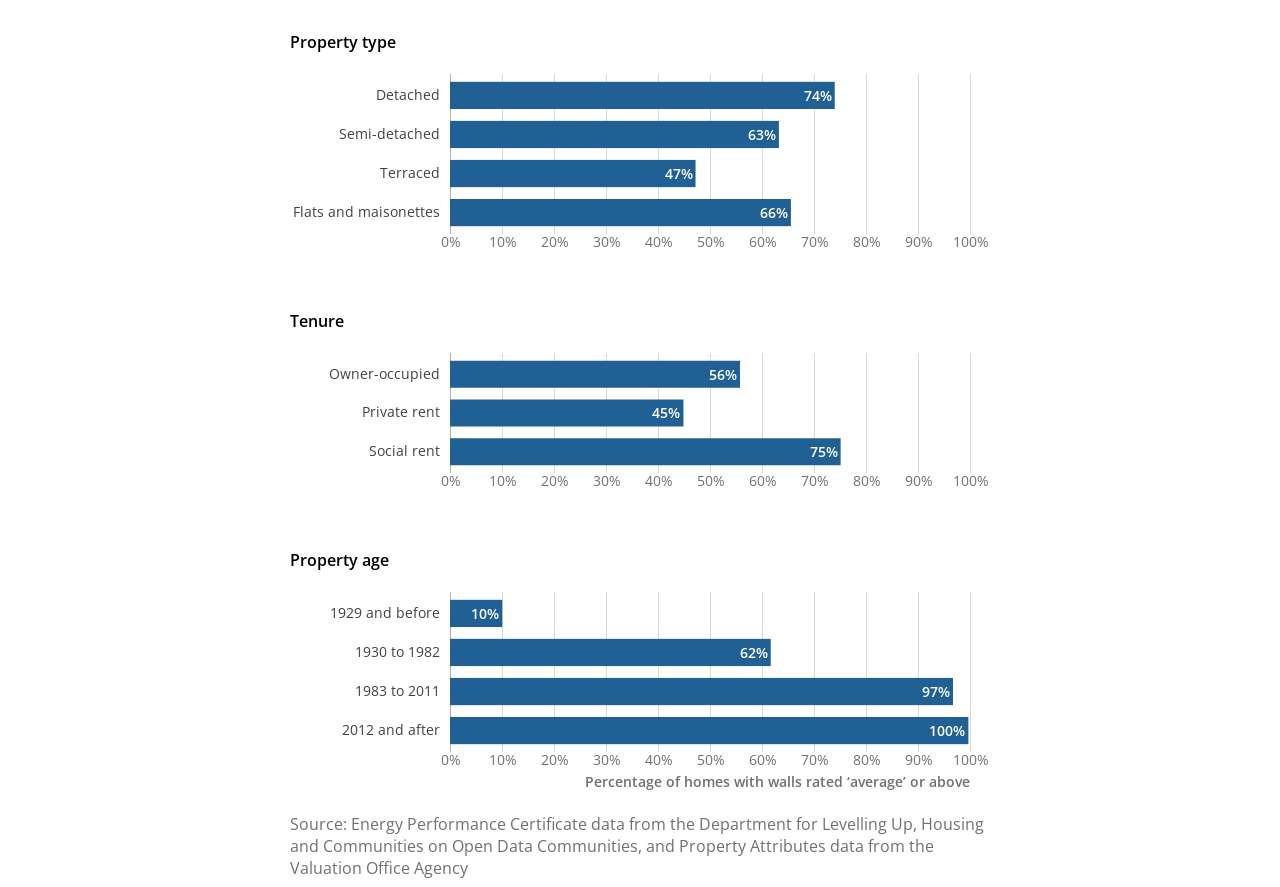 Property type
Detached 74%
Semi-detached 63%
Terraced 47%
Flats and maisonettes 66%
0% 10% 20% 30% 40% 50% 60% 70% 80% 90% 100%
Tenure
Owner-occupied 56%
Private rent 45%
Social rent 75%
0% 10% 20% 30% 40% 50% 60% 70% 80% 90% 100%
Property age
1929 and before 10%
1930 to 1982 62%
1983 to 2011 97%
2012 and after 100%
0% 10% 20% 30% 40% 50% 60% 70% 80% 90% 100%
Percentage of homes with walls rated ‘average’ or above
Source: Energy Performance Certificate data from the Department for Levelling Up, Housing
and Communities on Open Data Communities, and Property Attributes data from the
Valuation Office Agency